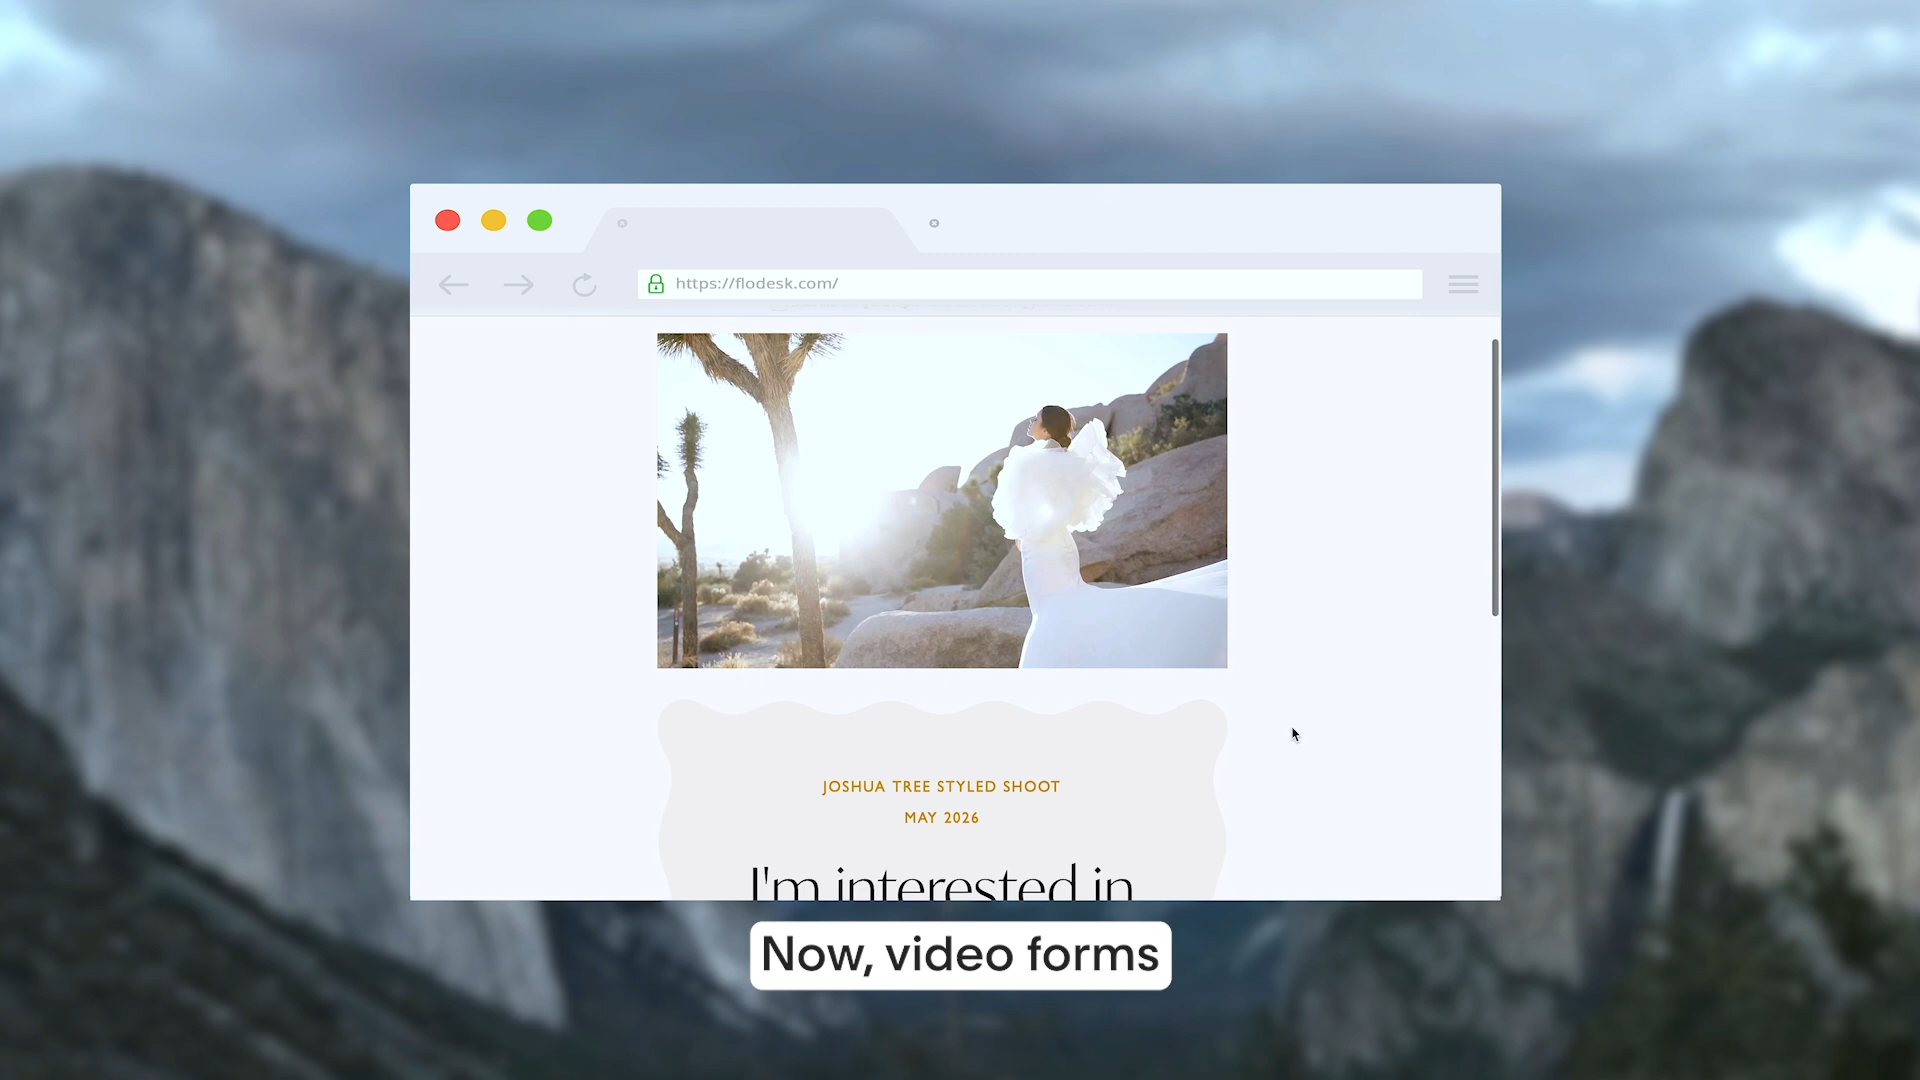 https://flodesk.com/
JOSHUA TREE STYLED SHOOT
MAY 2026
I'm interested in
Now, video forms